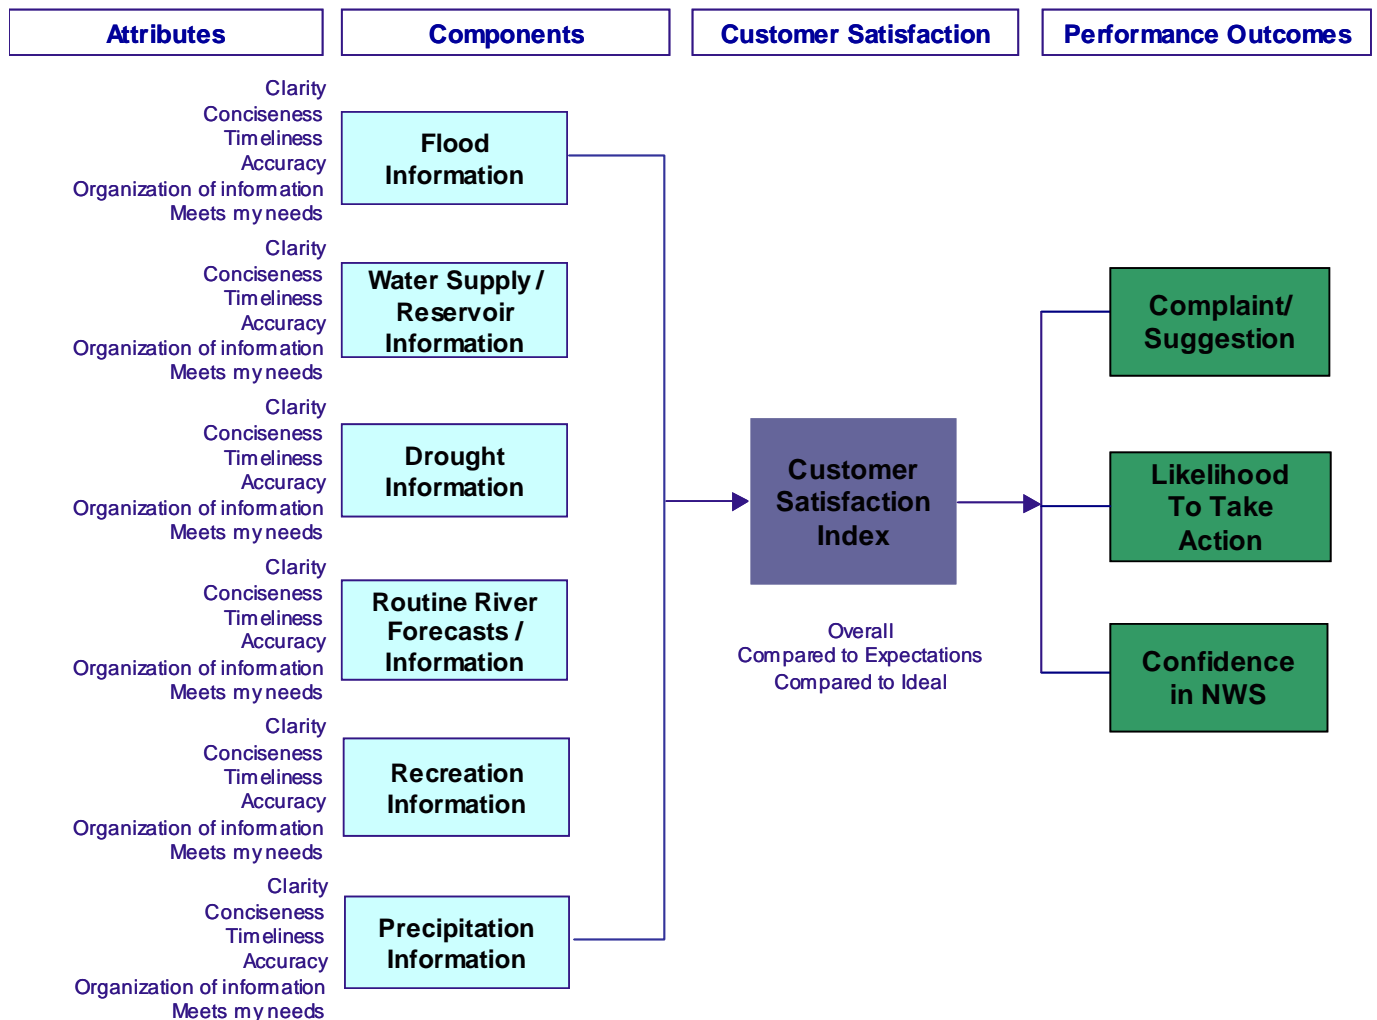 Attributes
Components
Customer Satisfaction
Performance Outcomes
Clarity
Conciseness
Timeliness
Accuracy
Organization of information
Meets my needs
Flood
Information
Clarity
Conciseness
Timeliness
Accuracy
Organization of information
Meets my needs
Water Supply /
Reservoir
Information
Clarity
Conciseness
Timeliness
Accuracy
Organization of information
Meets my needs
Drought
Information
Clarity
Conciseness
Timeliness
Accuracy
Organization of information
Meets my needs
Routine River
Forecasts /
Information
Clarity
Conciseness
Timeliness
Accuracy
Organization of information
Meets my needs
Recreation
Information
Clarity
Conciseness
Timeliness
Accuracy
Organization of information
Meets my needs
Precipitation
Information
Customer
Satisfaction
Index
Overall
Compared to Expectations
Compared to Ideal
Complaint/
Suggestion
Likelihood
To Take
Action
Confidence
in NWS